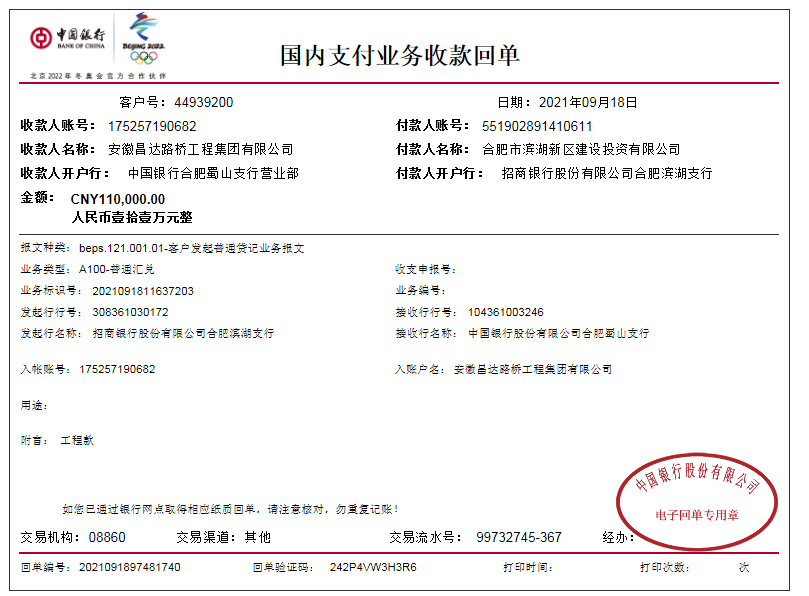 中国银行
BANK OF CHINA
BEIJING 2022
北京2022年冬奥会官方合作伙伴
国内支付业务收款回单
客户号：44939200 日期：2021年09月18日
收款人账号：175257190682 付款人账号：551902891410611
收款人名称：安徽昌达路桥工程集团有限公司 付款人名称：合肥市滨湖新区建设投资有限公司
收款人开户行：中国银行合肥蜀山支行营业部 付款人开户行：招商银行股份有限公司合肥滨湖支行
金额：CNY110,000.00
人民币壹拾壹万元整
报文种类：beps.121.001.01-客户发起普通贷记业务报文
业务类型：A100-普通汇兑 收支申报号：
业务标识号：2021091811637203 业务编号：
发起行行号：308361030172 接收行行号：104361003246
发起行名称：招商银行股份有限公司合肥滨湖支行 接收行名称：中国银行股份有限公司合肥蜀山支行
入帐账号：175257190682 入账户名：安徽昌达路桥工程集团有限公司
用途：
附言：工程款
中国银行股份有限公司
电子回单专用章
如您已通过银行网点取得相应纸质回单，请注意核对，勿重复记账！
交易机构：08860 交易渠道：其他 交易流水号：99732745-367 经办：
回单编号：2021091897481740 回单验证码：242P4VW3H3R6 打印时间： 打印次数： 次